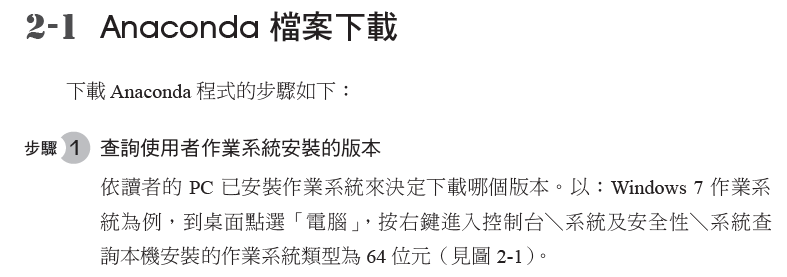 2-1 Anaconda 檔案下載
下載 Anaconda 程式的步驟如下：
步驟 1 查詢使用者作業系統安裝的版本
依讀者的 PC 已安裝作業系統來決定下載哪個版本。以：Windows 7 作業系
統為例，到桌面點選「電腦」，按右鍵進入控制台＼系統及安全性＼系統查
詢本機安裝的作業系統類型為 64 位元（見圖 2-1）。